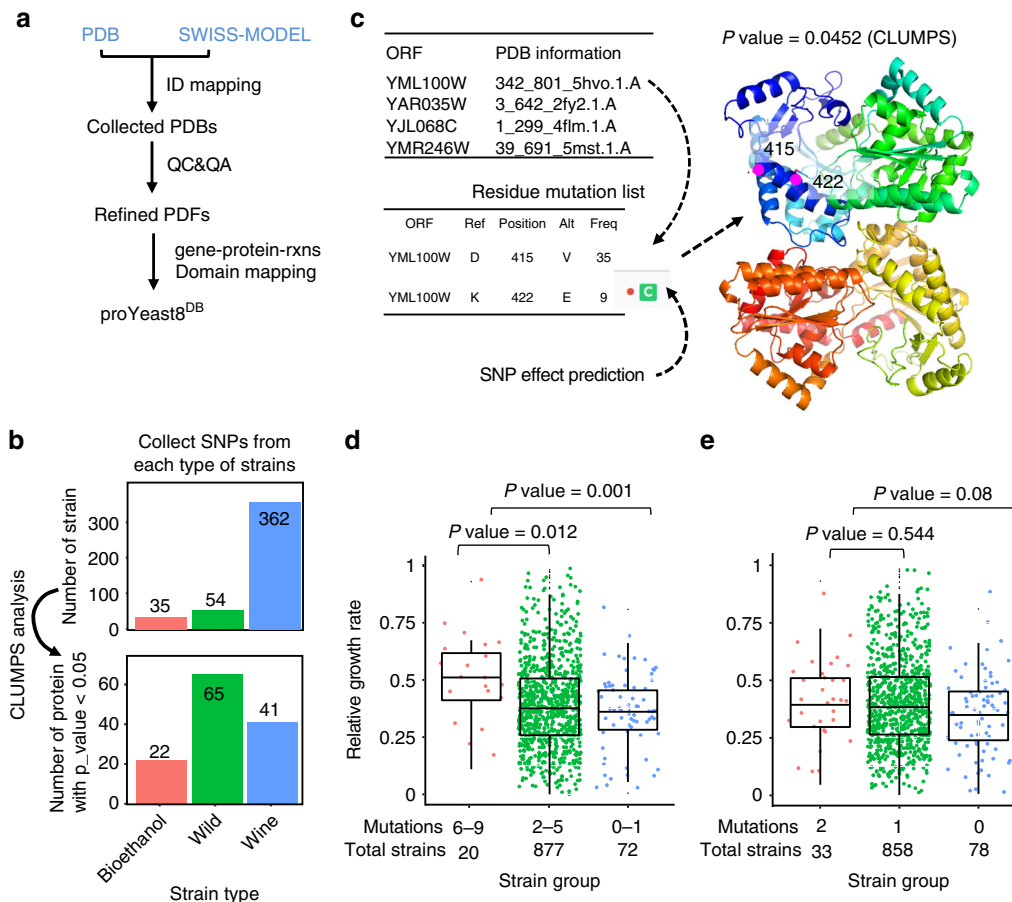 a
PDB SWISS-MODEL
ID mapping
Collected PDBs
QC&QA
Refined PDFs
gene-protein-rxns
Domain mapping
proYeast8DB
c
ORF PDB information
YML100W 342_801_5hvo.1.A
YAR035W 3_642_2fy2.1.A
YJL068C 1_299_4flm.1.A
YMR246W 39_691_5mst.1.A
Residue mutation list
ORF Ref Position Alt Freq
YML100W D 415 V 35
YML100W K 422 E 9
C
SNP effect prediction
P value = 0.0452 (CLUMPS)
415
422
b
Collect SNPs from
each type of strains
CLUMPS analysis
Number of strain
300
200
100
0
35
54
362
Number of protein
with p_value < 0.05
60
40
20
0
22
65
41
Bioethanol
Wild
Wine
Strain type
d
P value = 0.001
P value = 0.012
Relative growth rate
1
0.75
0.5
0.25
0
Mutations 6–9 2–5 0–1
Total strains 20 877 72
Strain group
e
P value = 0.08
P value = 0.544
1
0.75
0.5
0.25
0
Mutations 2 1 0
Total strains 33 858 78
Strain group